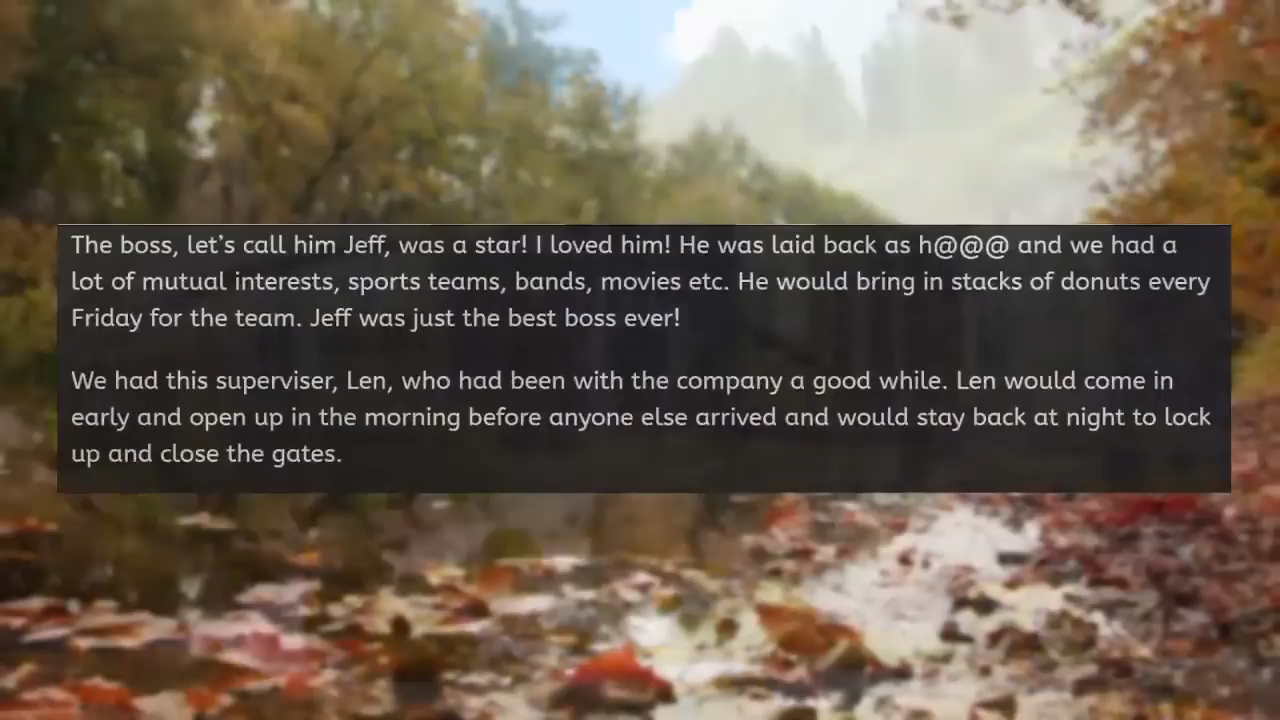 The boss, let’s call him Jeff, was a star! I loved him! He was laid back as h@@@ and we had a
lot of mutual interests, sports teams, bands, movies etc. He would bring in stacks of donuts every
Friday for the team. Jeff was just the best boss ever!
We had this superviser, Len, who had been with the company a good while. Len would come in
early and open up in the morning before anyone else arrived and would stay back at night to lock
up and close the gates.